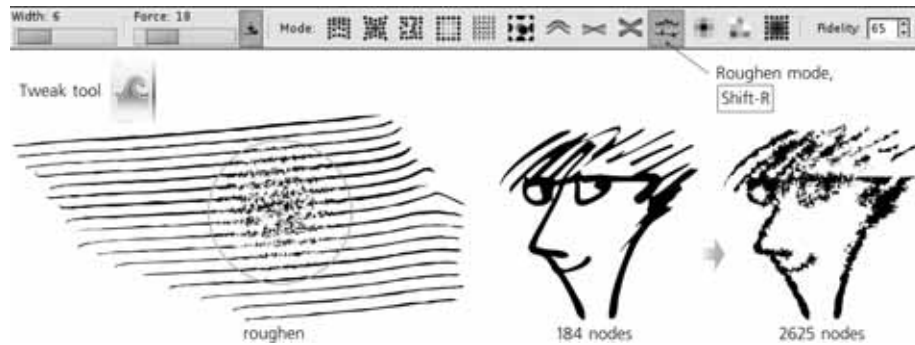 Width: 6 Force: 18 Mode: Fidelity: 65
Roughen mode,
Shift-R
Tweak tool
roughen 184 nodes 2625 nodes